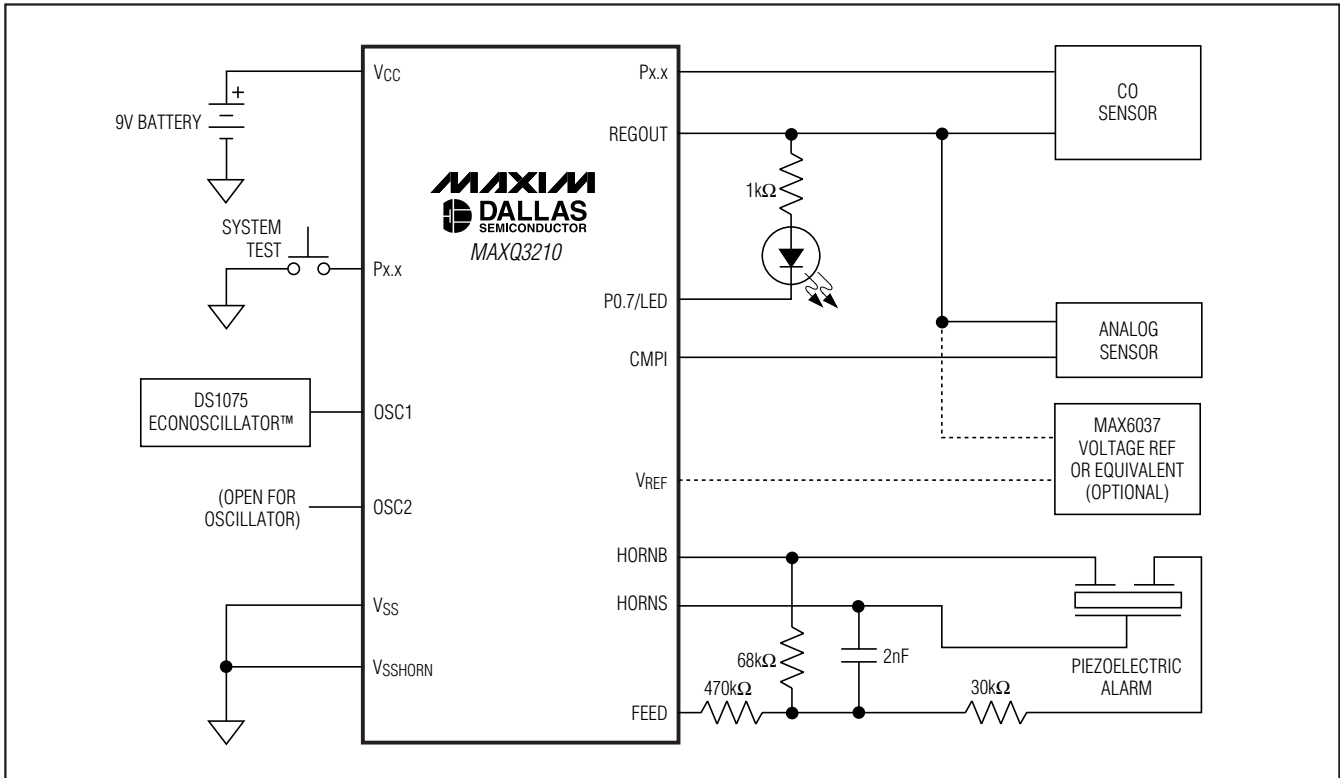 VCC
9V BATTERY
+
SYSTEM
TEST
Px.x
DS1075
ECONOSCILLATOR™
OSC1
(OPEN FOR
OSCILLATOR)
OSC2
VSS
VSSHORN
MAXIM
DALLAS
SEMICONDUCTOR
MAXQ3210
Px.x
REGOUT
P0.7/LED
CMPI
VREF
HORNB
HORNS
FEED
1kΩ
CO
SENSOR
ANALOG
SENSOR
MAX6037
VOLTAGE REF
OR EQUIVALENT
(OPTIONAL)
68kΩ
2nF
470kΩ
30kΩ
PIEZOELECTRIC
ALARM